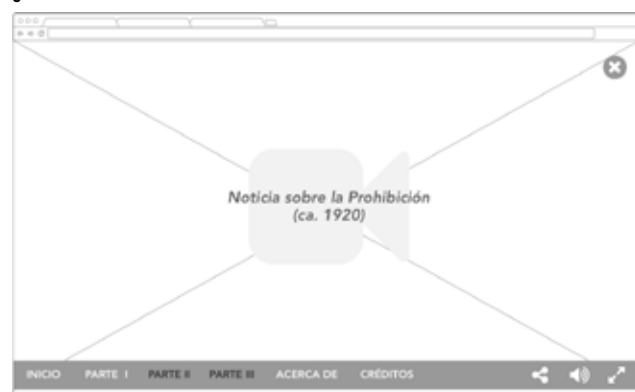 Noticia sobre la Prohibición
(ca. 1920)
INICIO PARTE I PARTE II PARTE III ACERCA DE CRÉDITOS